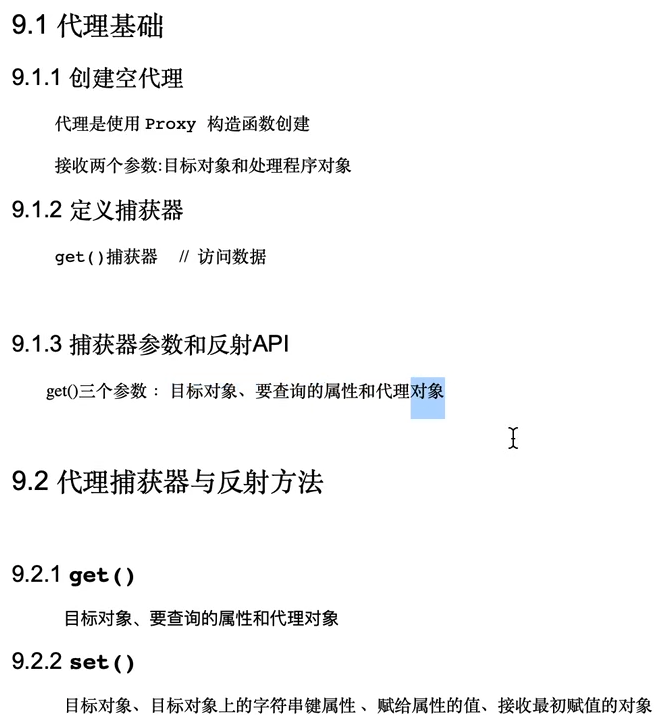 9.1 代理基础
9.1.1 创建空代理
代理是使用 Proxy 构造函数创建
接收两个参数:目标对象和处理程序对象
9.1.2 定义捕获器
get()捕获器 // 访问数据
9.1.3 捕获器参数和反射API
get()三个参数： 目标对象、要查询的属性和代理对象
9.2 代理捕获器与反射方法
9.2.1 get()
目标对象、要查询的属性和代理对象
9.2.2 set()
目标对象、目标对象上的字符串键属性 、赋给属性的值、接收最初赋值的对象